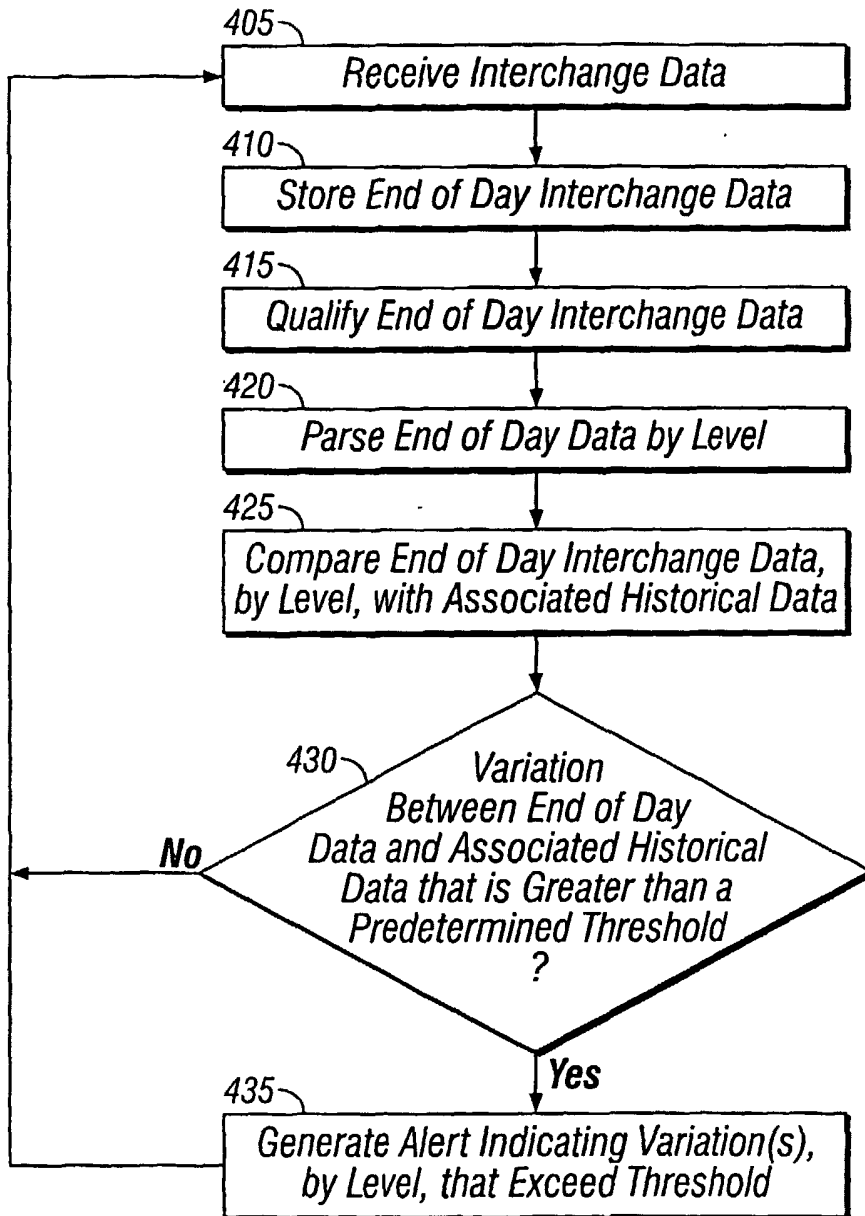 405
Receive Interchange Data
410
Store End of Day Interchange Data
415
Qualify End of Day Interchange Data
420
Parse End of Day Data by Level
425
Compare End of Day Interchange Data,
by Level, with Associated Historical Data
430
Variation
Between End of Day
Data and Associated Historical
Data that is Greater than a
Predetermined Threshold
?
No
Yes
435
Generate Alert Indicating Variation(s),
by Level, that Exceed Threshold